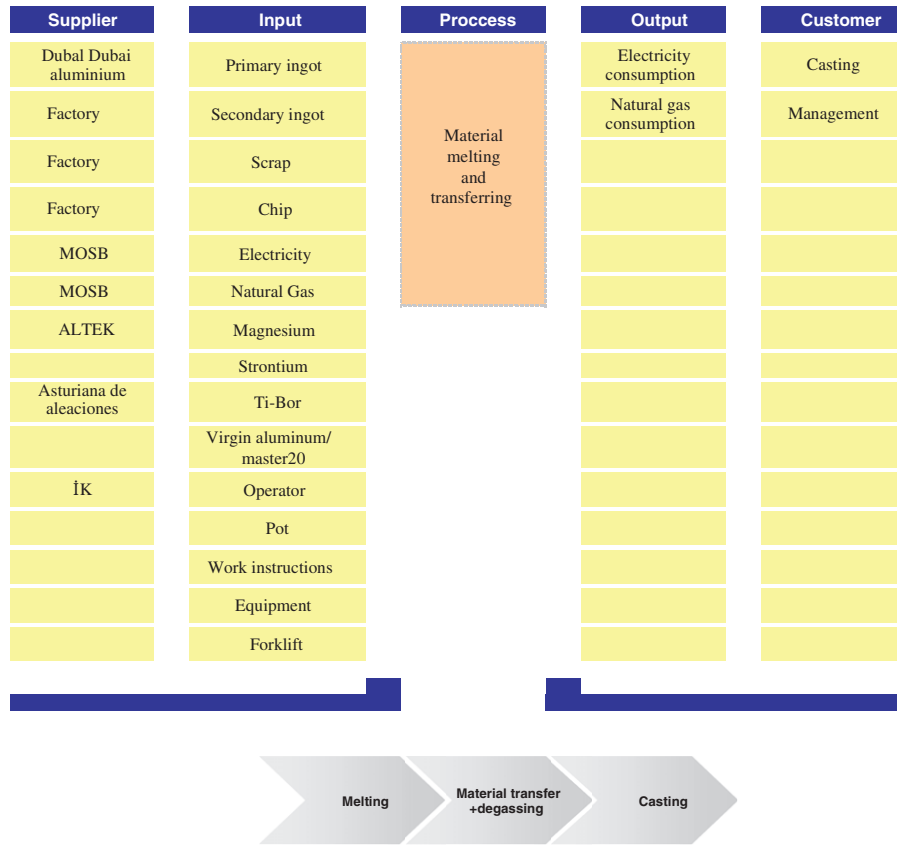 Supplier Input Proccess Output Customer
Dubal Dubai
aluminium
Primary ingot
Electricity
consumption
Casting
Factory
Secondary ingot
Natural gas
consumption
Management
Material
melting
and
transferring
Factory
Scrap
Factory
Chip
MOSB
Electricity
MOSB
Natural Gas
ALTEK
Magnesium
Strontium
Asturiana de
aleaciones
Ti-Bor
Virgin aluminum/
master20
İK
Operator
Pot
Work instructions
Equipment
Forklift
Melting
Material transfer
+degassing
Casting